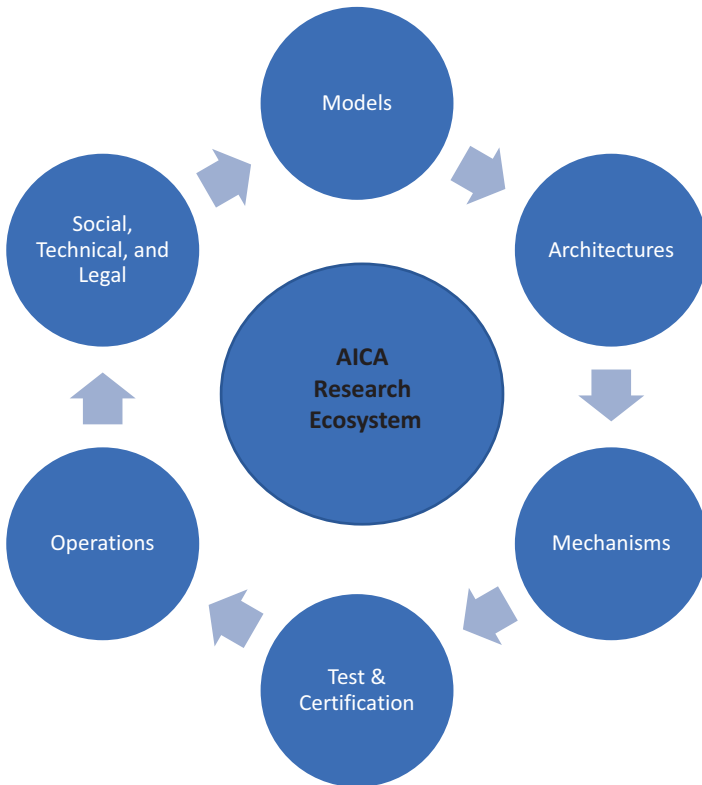 Models
Social,
Technical, and
Legal
Architectures
AICA
Research
Ecosystem
Operations
Mechanisms
Test &
Certification